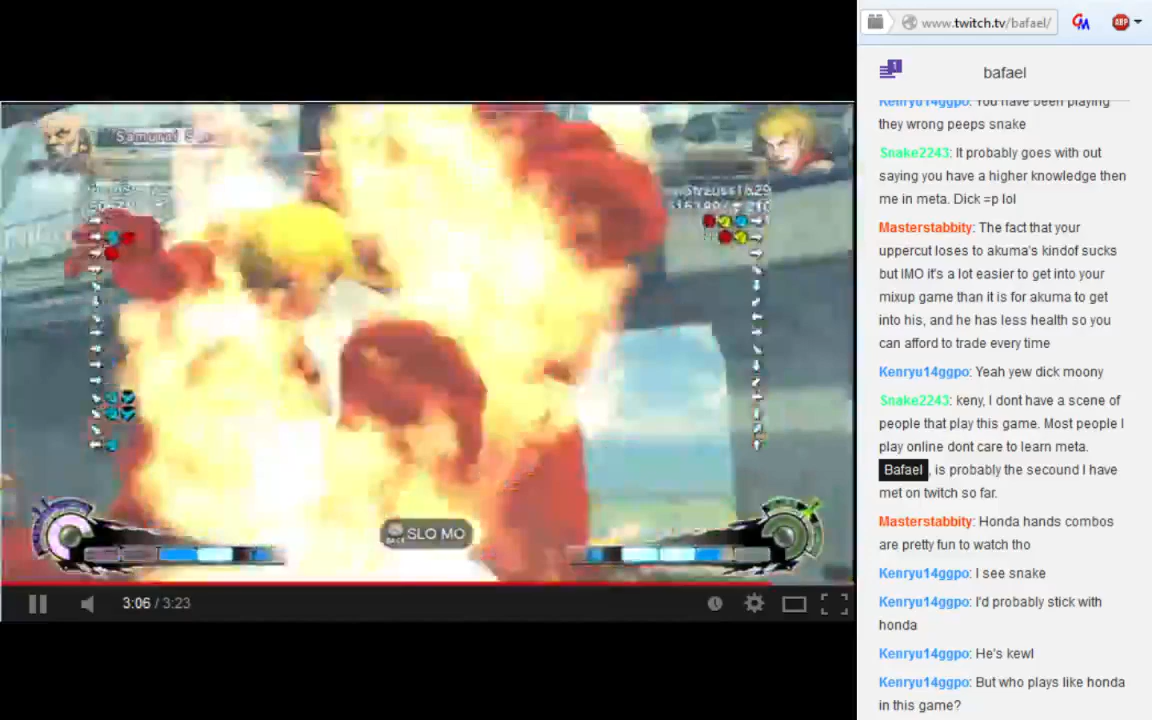 www.twitch.tv/bafael/
ABP
1
bafael
Kenryu14ggpo: You have been playing
they wrong peeps snake
Snake2243: It probably goes with out
saying you have a higher knowledge then
me in meta. Dick =p lol
Masterstabbity: The fact that your
uppercut loses to akuma's kindof sucks
but IMO it's a lot easier to get into your
mixup game than it is for akuma to get
into his, and he has less health so you
can afford to trade every time
Kenryu14ggpo: Yeah yew dick moony
Snake2243: keny, I dont have a scene of
people that play this game. Most people I
play online dont care to learn meta.
Bafael, is probably the secound I have
met on twitch so far.
Masterstabbity: Honda hands combos
are pretty fun to watch tho
Kenryu14ggpo: I see snake
Kenryu14ggpo: I'd probably stick with
honda
Kenryu14ggpo: He's kewl
Kenryu14ggpo: But who plays like honda
in this game?
Samurai
BACK SLO MO
3:06 / 3:23